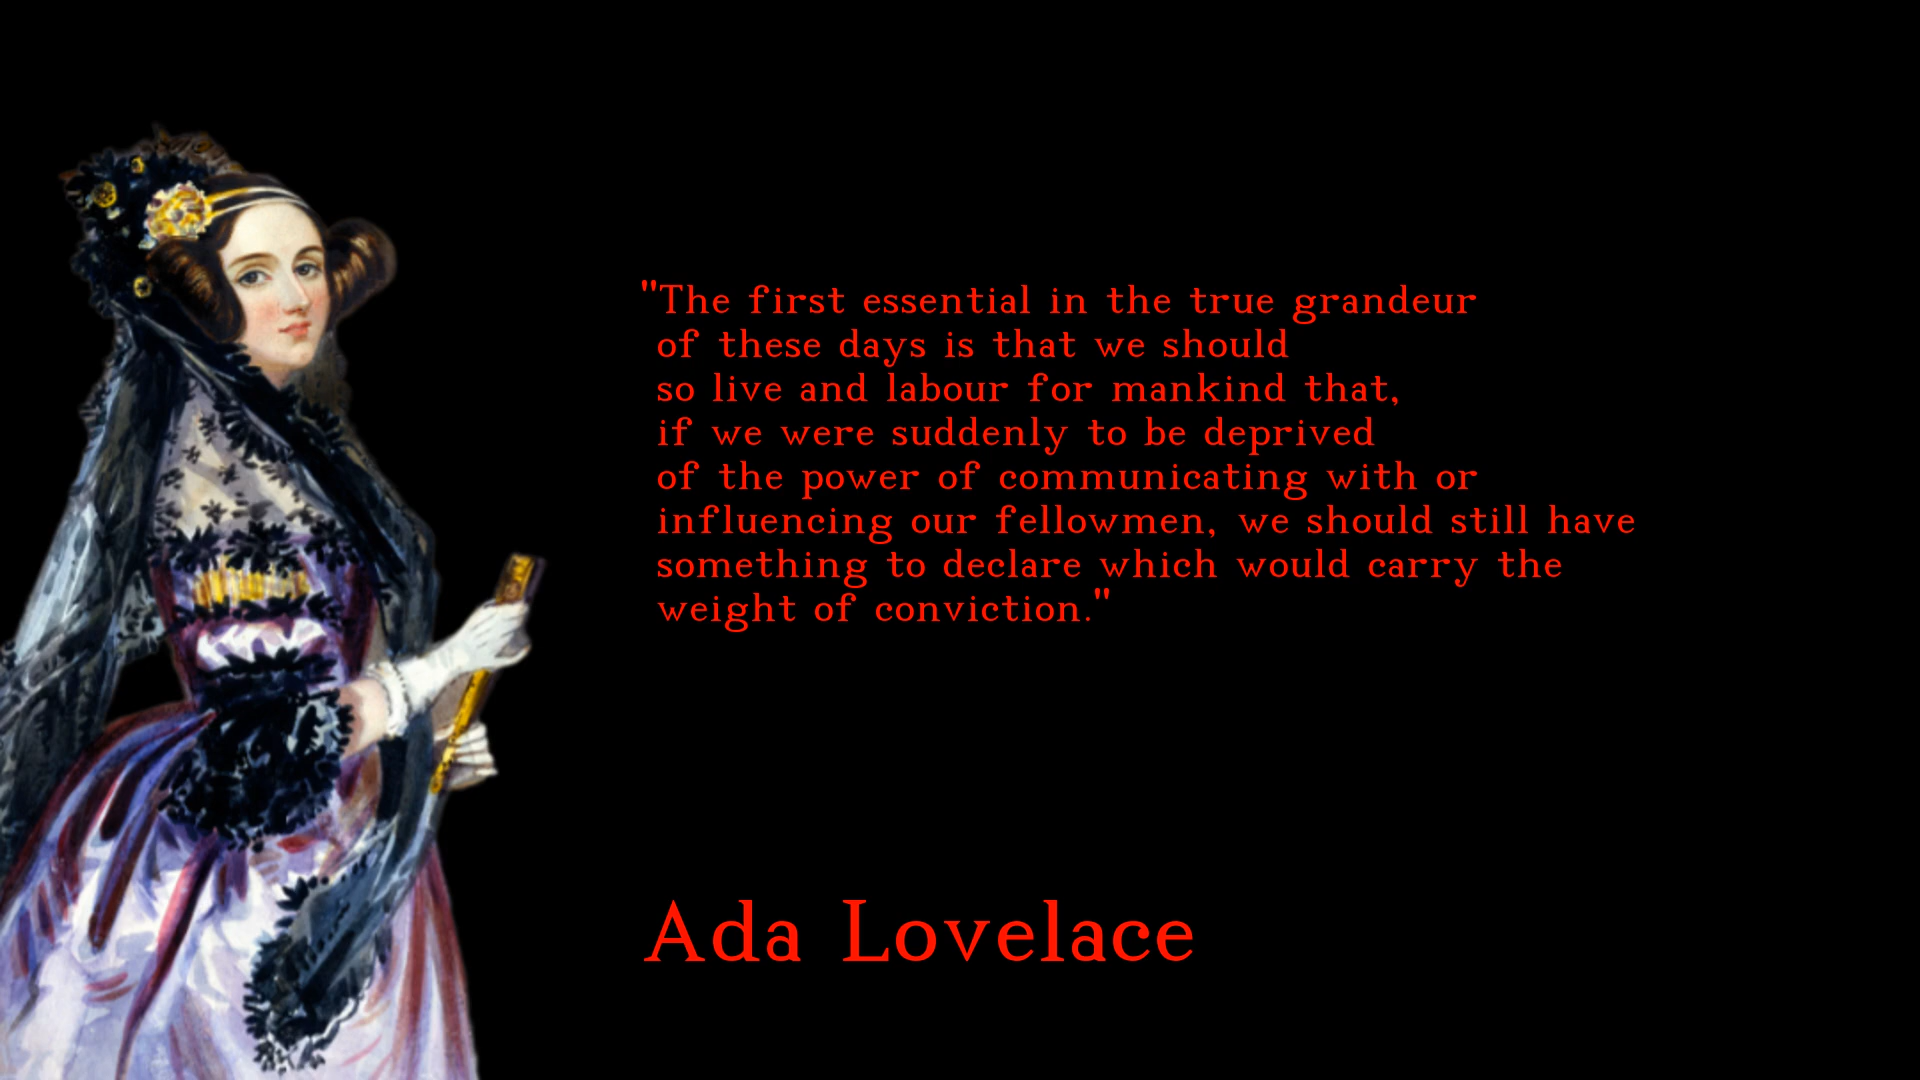 "The first essential in the true grandeur
of these days is that we should
so live and labour for mankind that,
if we were suddenly to be deprived
of the power of communicating with or
influencing our fellowmen, we should still have
something to declare which would carry the
weight of conviction."
Ada Lovelace